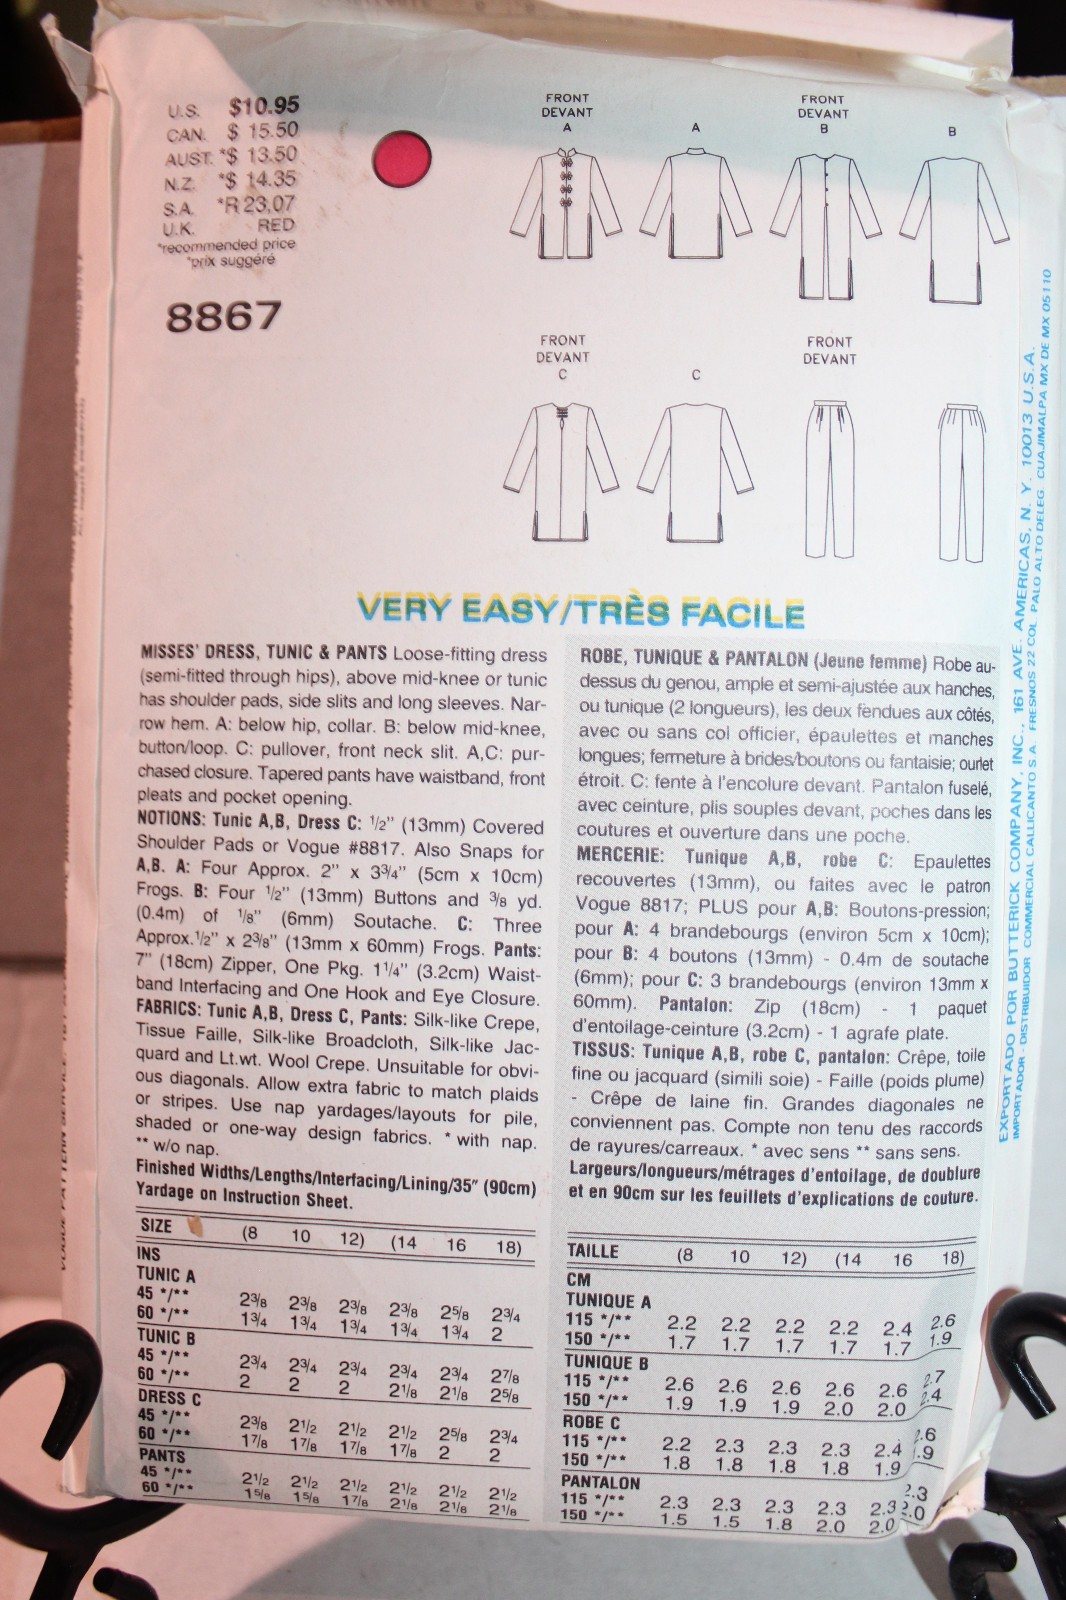 U.S. $10.95
CAN. $ 15.50
AUST. *$ 13.50
N.Z. *$ 14.35
S.A. *R 23,07
U.K. RED
*recommended price
*prix suggéré
8867
FRONT
DEVANT
A
A
FRONT
DEVANT
B
B
FRONT
DEVANT
C
C
FRONT
DEVANT
VERY EASY/TRÈS FACILE
MISSES' DRESS, TUNIC & PANTS Loose-fitting dress
(semi-fitted through hips), above mid-knee or tunic
has shoulder pads, side slits and long sleeves. Nar-
row hem. A: below hip, collar. B: below mid-knee,
button/loop. C: pullover, front neck slit. A,C: pur-
chased closure. Tapered pants have waistband, front
pleats and pocket opening.
NOTIONS: Tunic A,B, Dress C: 1/2" (13mm) Covered
Shoulder Pads or Vogue #8817. Also Snaps for
A,B. A: Four Approx. 2" x 3 3/4" (5cm x 10cm)
Frogs. B: Four 1/2" (13mm) Buttons and 3/8 yd.
(0.4m) of 1/8" (6mm) Soutache. C: Three
Approx. 1/2" x 2 3/8" (13mm x 60mm) Frogs. Pants:
7" (18cm) Zipper, One Pkg. 1 1/4" (3.2cm) Waist-
band Interfacing and One Hook and Eye Closure.
FABRICS: Tunic A,B, Dress C, Pants: Silk-like Crepe,
Tissue Faille, Silk-like Broadcloth, Silk-like Jac-
quard and Lt.wt. Wool Crepe. Unsuitable for obvi-
ous diagonals. Allow extra fabric to match plaids
or stripes. Use nap yardages/layouts for pile,
shaded or one-way design fabrics. * with nap.
** w/o nap.
Finished Widths/Lengths/Interfacing/Lining/35" (90cm)
Yardage on Instruction Sheet.
SIZE (8 10 12) (14 16 18)
INS
TUNIC A
45 */** 2 3/8 2 3/8 2 3/8 2 3/8 2 5/8 2 3/4
60 */** 1 3/4 1 3/4 1 3/4 1 3/4 1 3/4 2
TUNIC B
45 */** 2 3/4 2 3/4 2 3/4 2 3/4 2 3/4 2 7/8
60 */** 2 2 2 2 1/8 2 1/8 2 5/8
DRESS C
45 */** 2 3/8 2 1/2 2 1/2 2 1/2 2 5/8 2 3/4
60 */** 1 7/8 1 7/8 1 7/8 1 7/8 2 2
PANTS
45 */** 2 1/2 2 1/2 2 1/2 2 1/2 2 1/2 2 1/2
60 */** 1 5/8 1 5/8 1 7/8 2 1/8 2 1/8 2 1/8
ROBE, TUNIQUE & PANTALON (Jeune femme) Robe au-
dessus du genou, ample et semi-ajustée aux hanches,
ou tunique (2 longueurs), les deux fendues aux côtés,
avec ou sans col officier, épaulettes et manches
longues; fermeture à brides/boutons ou fantaisie; ourlet
étroit. C: fente à l'encolure devant. Pantalon fuselé,
avec ceinture, plis souples devant, poches dans les
coutures et ouverture dans une poche.
MERCERIE: Tunique A,B, robe C: Epaulettes
recouvertes (13mm), ou faites avec le patron
Vogue 8817; PLUS pour A,B: Boutons-pression;
pour A: 4 brandebourgs (environ 5cm x 10cm);
pour B: 4 boutons (13mm) - 0.4m de soutache
(6mm); pour C: 3 brandebourgs (environ 13mm x
60mm). Pantalon: Zip (18cm) - 1 paquet
d'entoilage-ceinture (3.2cm) - 1 agrafe plate.
TISSUS: Tunique A,B, robe C, pantalon: Crêpe, toile
fine ou jacquard (simili soie) - Faille (poids plume)
- Crêpe de laine fin. Grandes diagonales ne
conviennent pas. Compte non tenu des raccords
de rayures/carreaux. * avec sens ** sans sens.
Largeurs/longueurs/métrages d'entoilage, de doublure
et en 90cm sur les feuillets d'explications de couture.
TAILLE (8 10 12) (14 16 18)
CM
TUNIQUE A
115 */** 2.2 2.2 2.2 2.2 2.4 2.6
150 */** 1.7 1.7 1.7 1.7 1.7 1.9
TUNIQUE B
115 */** 2.6 2.6 2.6 2.6 2.6 2.7
150 */** 1.9 1.9 1.9 2.0 2.0 2.4
ROBE C
115 */** 2.2 2.3 2.3 2.3 2.4 2.6
150 */** 1.8 1.8 1.8 1.8 1.9 1.9
PANTALON
115 */** 2.3 2.3 2.3 2.3 2.3 2.3
150 */** 1.5 1.5 1.8 2.0 2.0 2.0
EXPORTADO POR BUTTERICK COMPANY, INC., 161 AVE. AMERICAS, N. Y. 10013 U.S.A.
IMPORTADOR - DISTRIBUIDOR COMERCIAL CALLICANTO S. A. FRESNOS 22 COL. PALO ALTO DELEG. CUAJIMALPA MX DE MX 05110